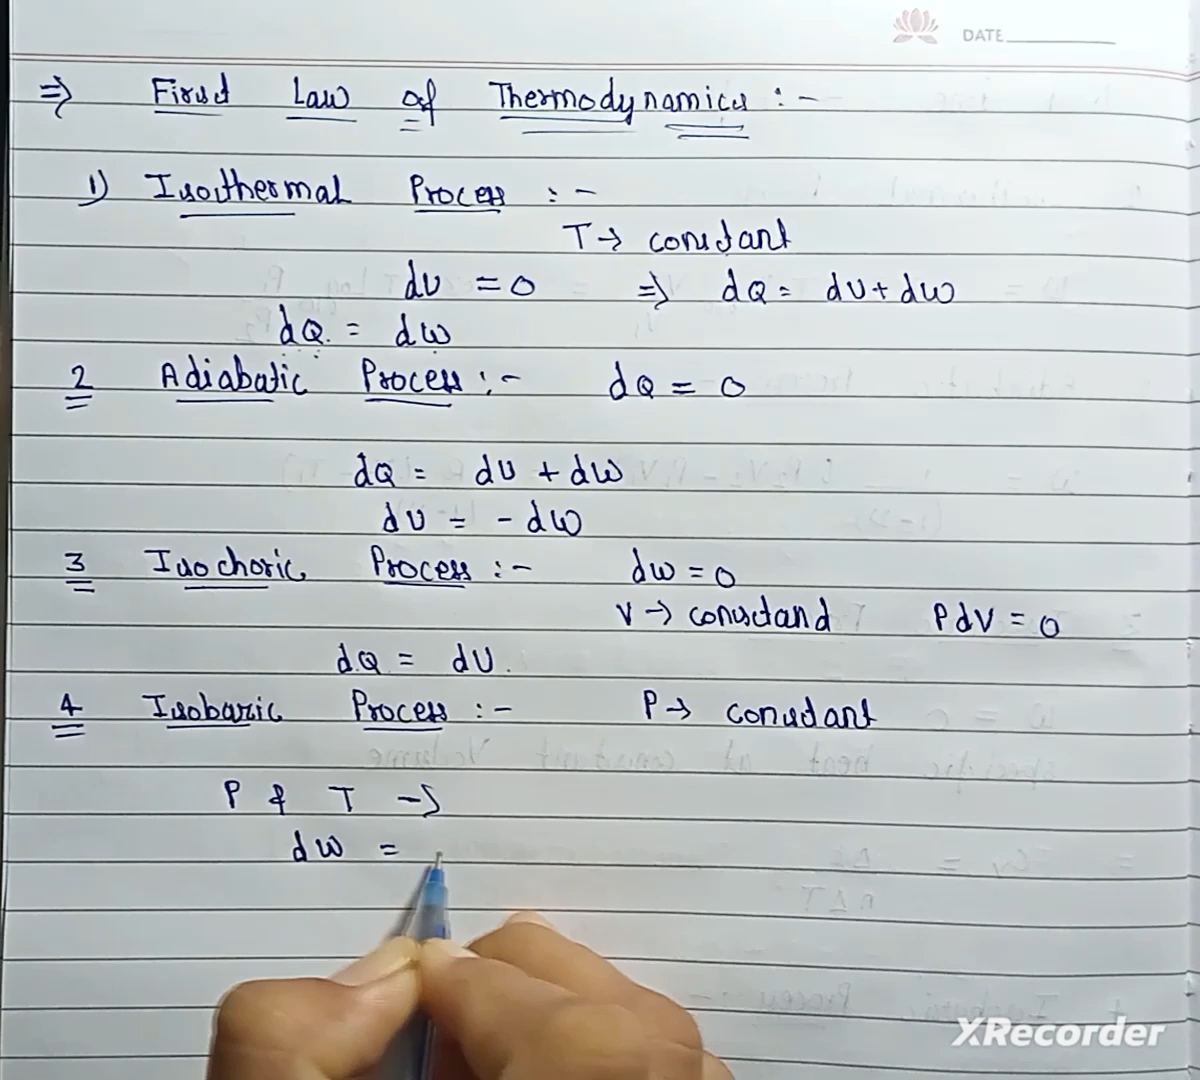 DATE
⇒ First Law of Thermodynamics :-
1) Isothermal Process :-
T → constant
dU = 0 ⇒ dQ = dU + dW
dQ = dW
2 Adiabatic Process :- dQ = 0
dQ = dU + dW
dU = - dW
3 Isochoric Process :- dW = 0
V → constant PdV = 0
dQ = dU.
4 Isobaric Process :- P → constant
P & T →
dW =
XRecorder